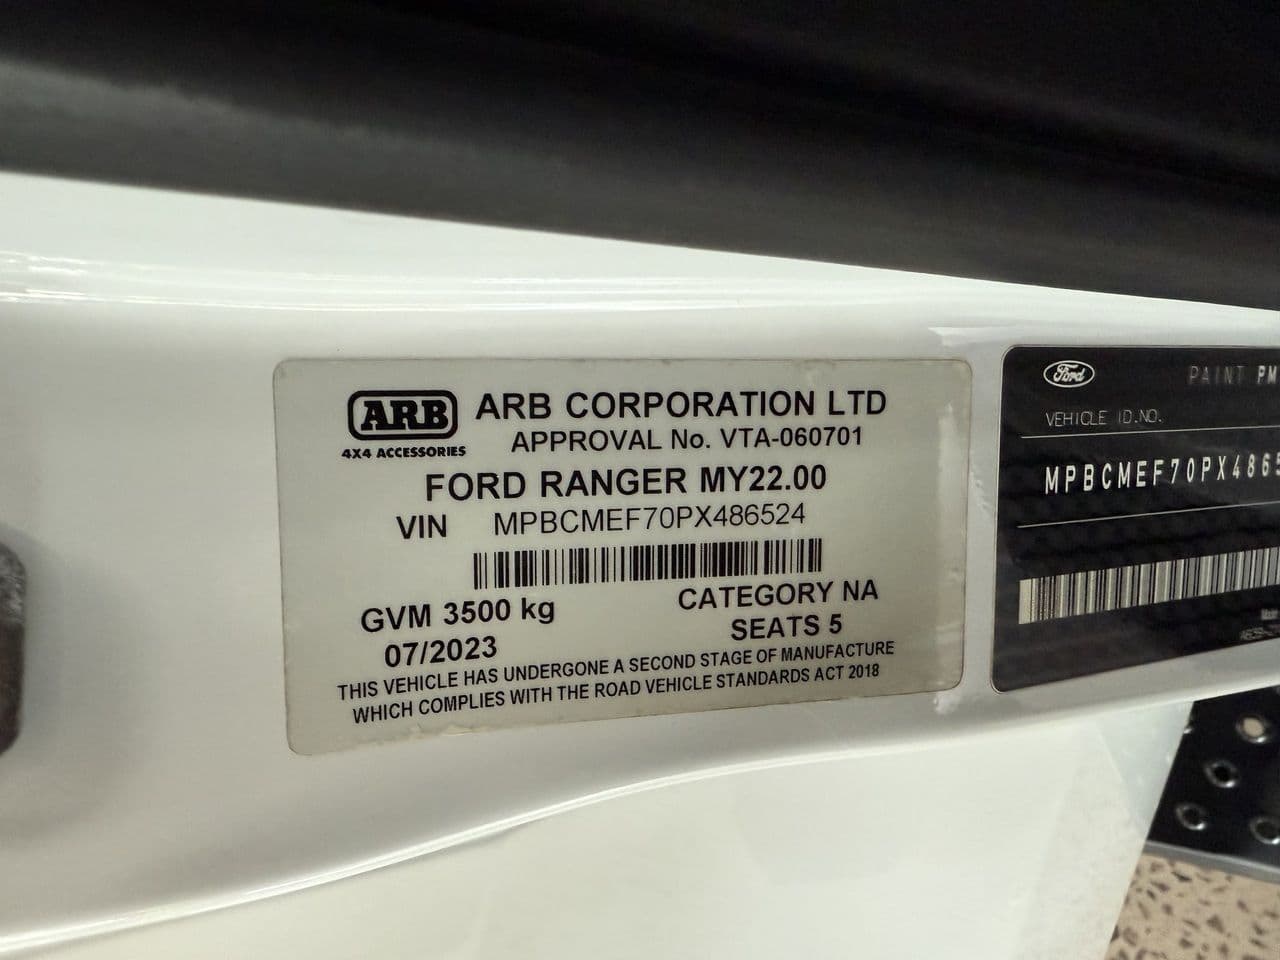 ARB
4X4 ACCESSORIES
ARB CORPORATION LTD
APPROVAL No. VTA-060701
FORD RANGER MY22.00
VIN MPBCMEF70PX486524
GVM 3500 kg
CATEGORY NA
07/2023
SEATS 5
THIS VEHICLE HAS UNDERGONE A SECOND STAGE OF MANUFACTURE
WHICH COMPLIES WITH THE ROAD VEHICLE STANDARDS ACT 2018
Ford
PAINT PM
VEHICLE ID.NO.
MPBCMEF70PX4865